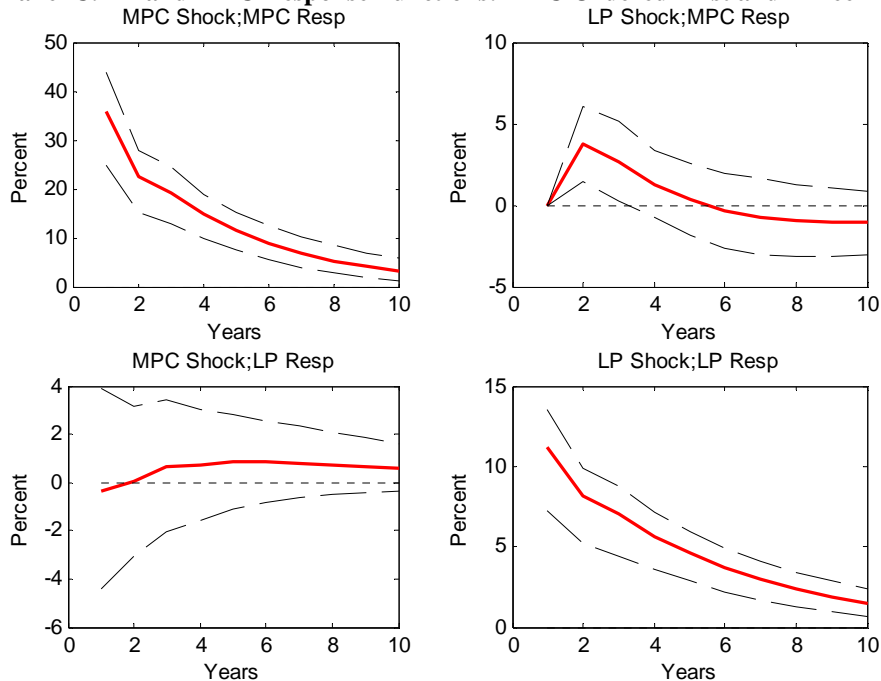 MPC Shock;MPC Resp
LP Shock;MPC Resp
50
40
30
20
10
0
Percent
0 2 4 6 8 10
Years
10
5
0
-5
Percent
0 2 4 6 8 10
Years
MPC Shock;LP Resp
LP Shock;LP Resp
4
2
0
-2
-4
-6
Percent
0 2 4 6 8 10
Years
15
10
5
0
Percent
0 2 4 6 8 10
Years